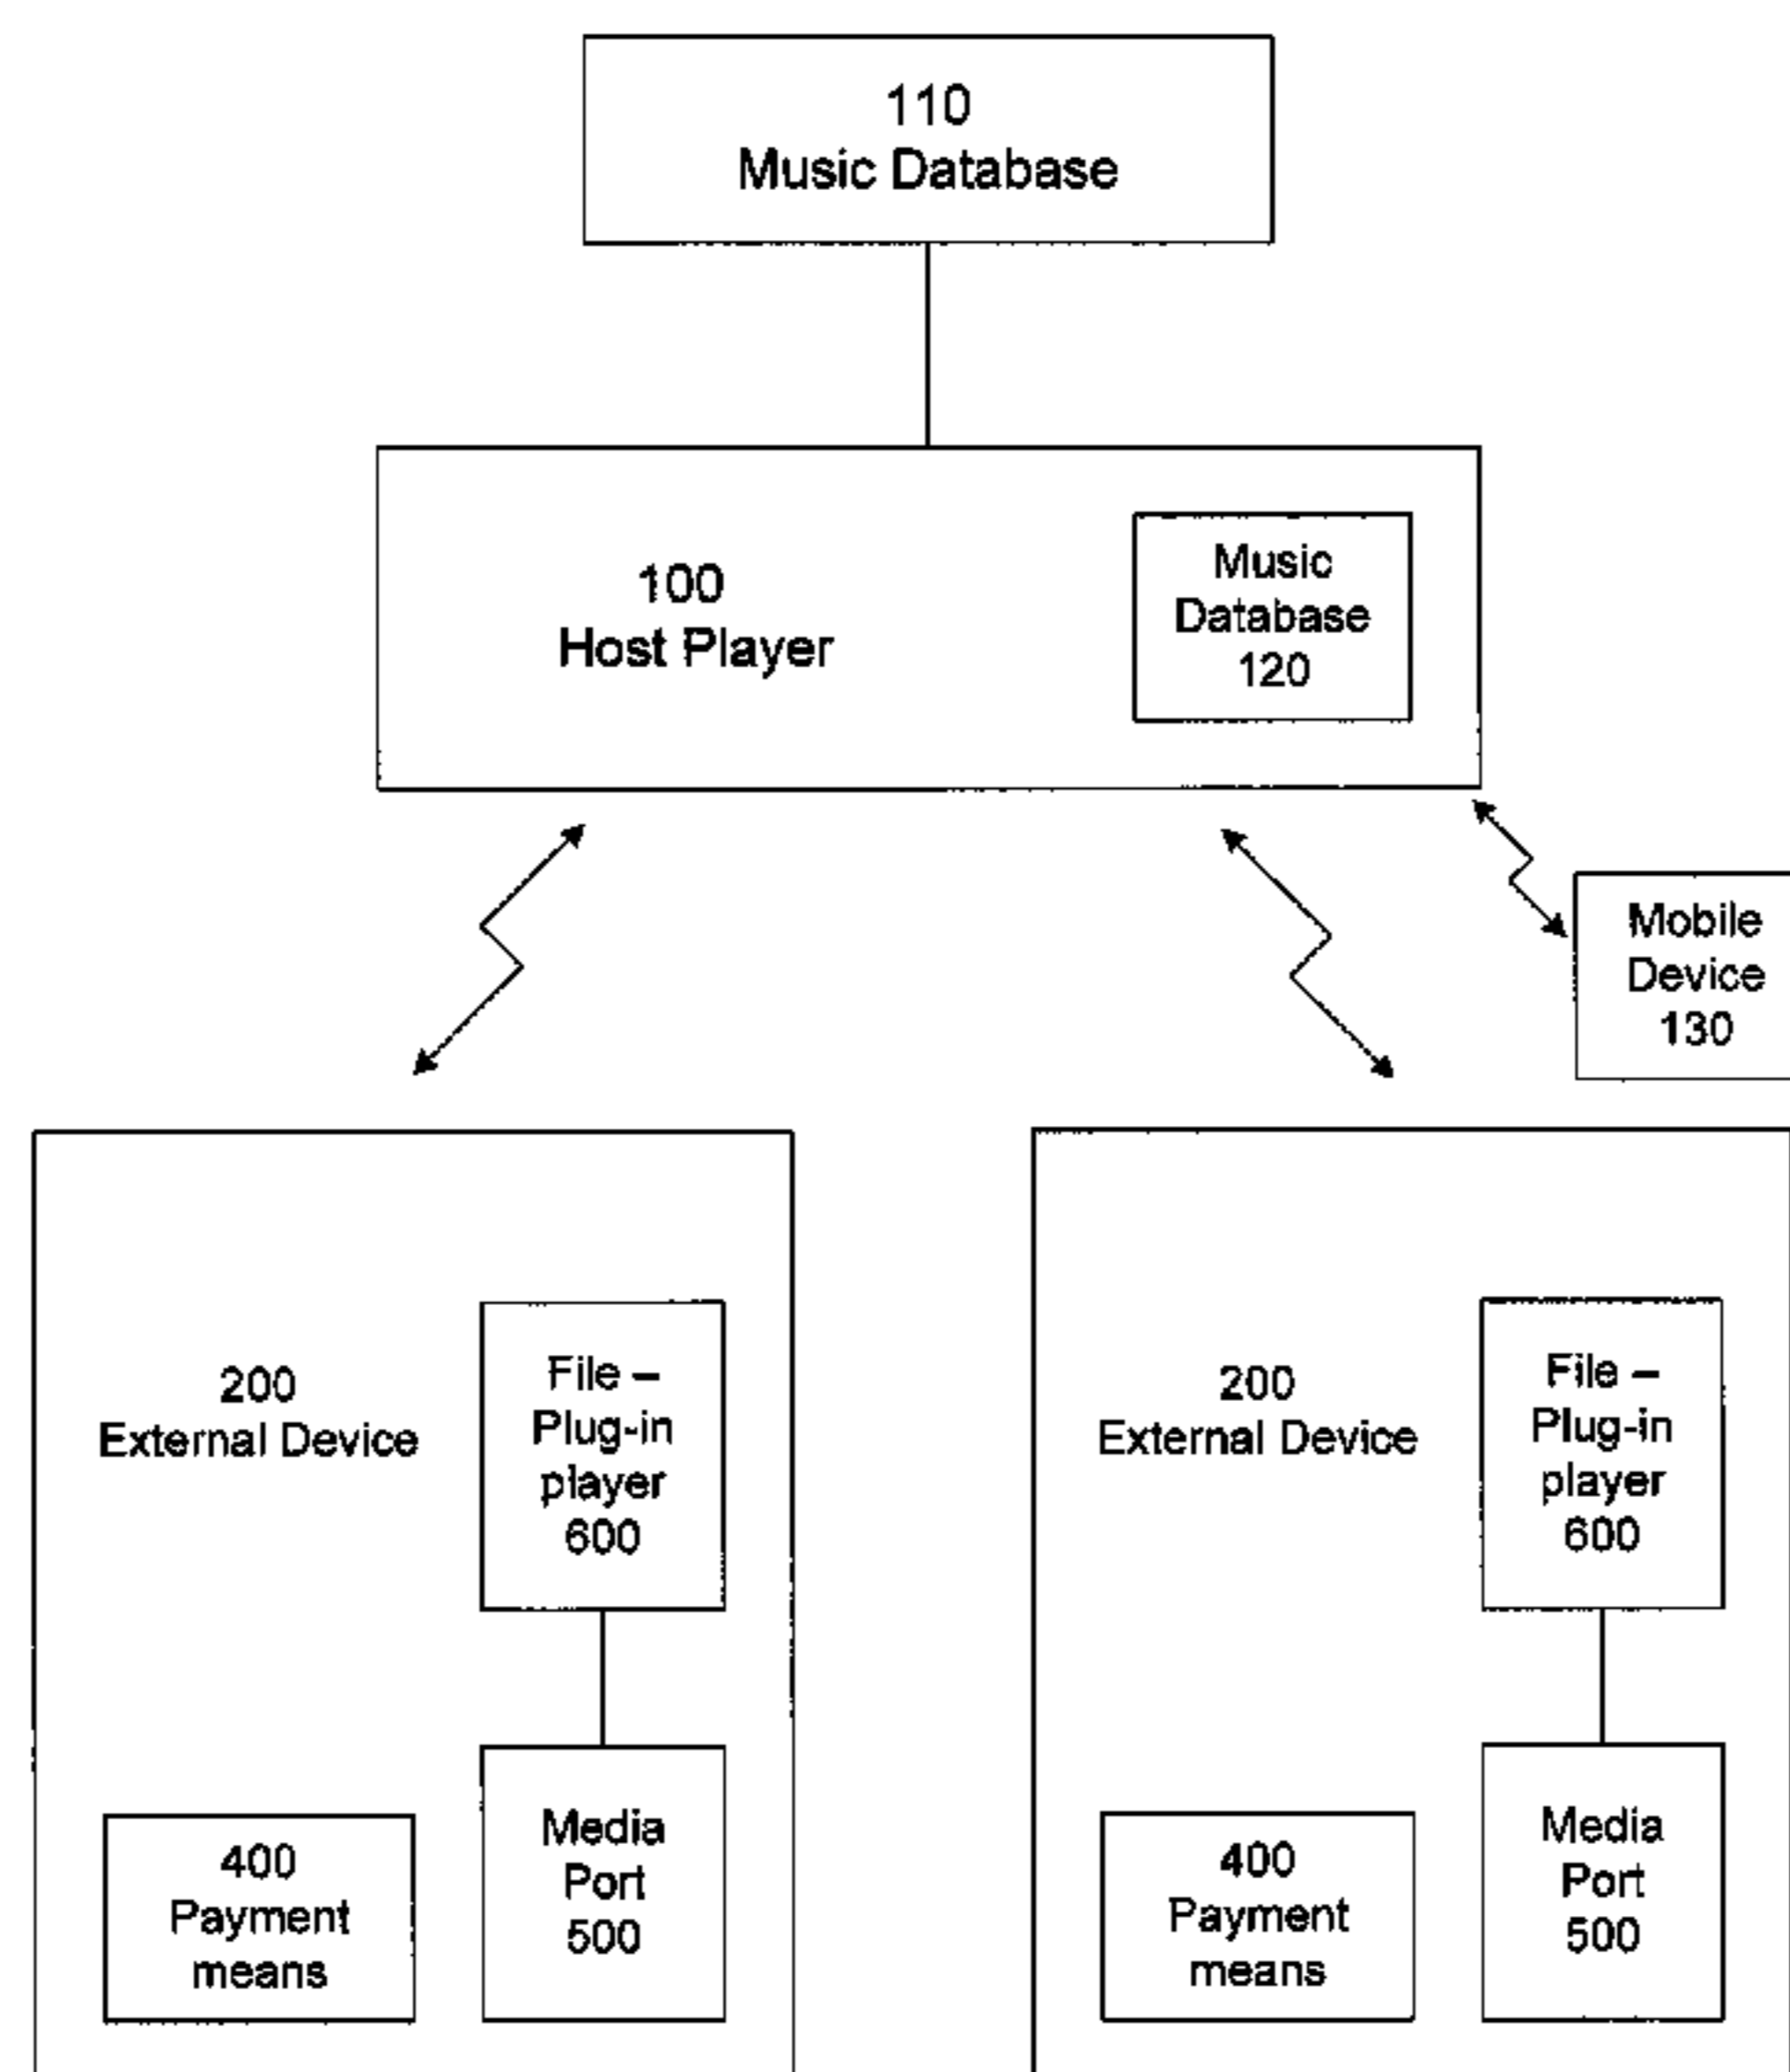 110
Music Database
100
Host Player
Music
Database
120
Mobile
Device
130
200
External Device
File –
Plug-in
player
600
400
Payment
means
Media
Port
500
200
External Device
File –
Plug-in
player
600
400
Payment
means
Media
Port
500